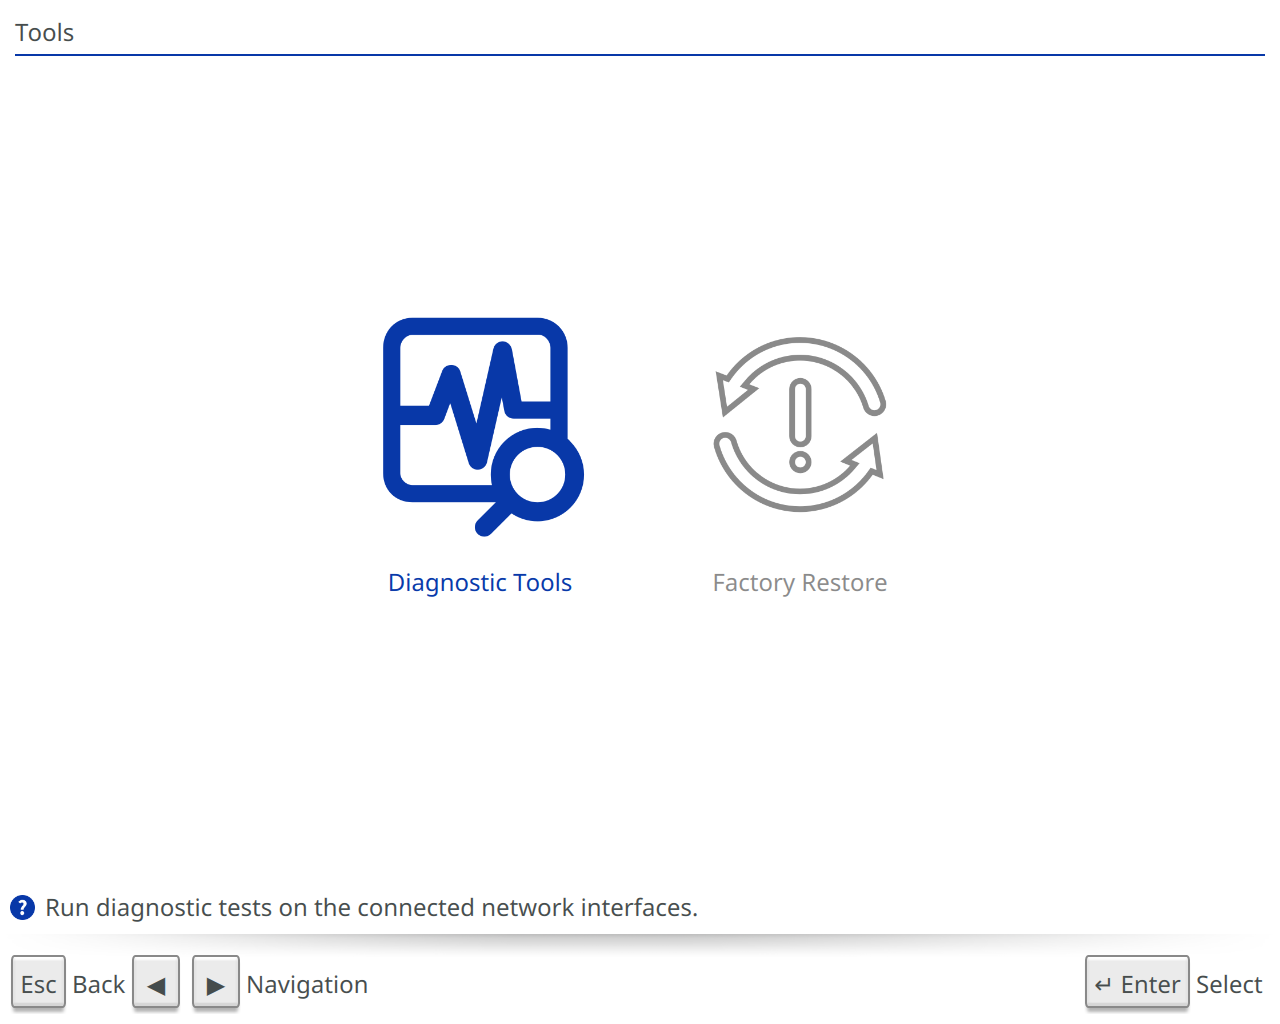 Tools
Diagnostic Tools
Factory Restore
? Run diagnostic tests on the connected network interfaces.
Esc Back ◀ ▶ Navigation ↵ Enter Select